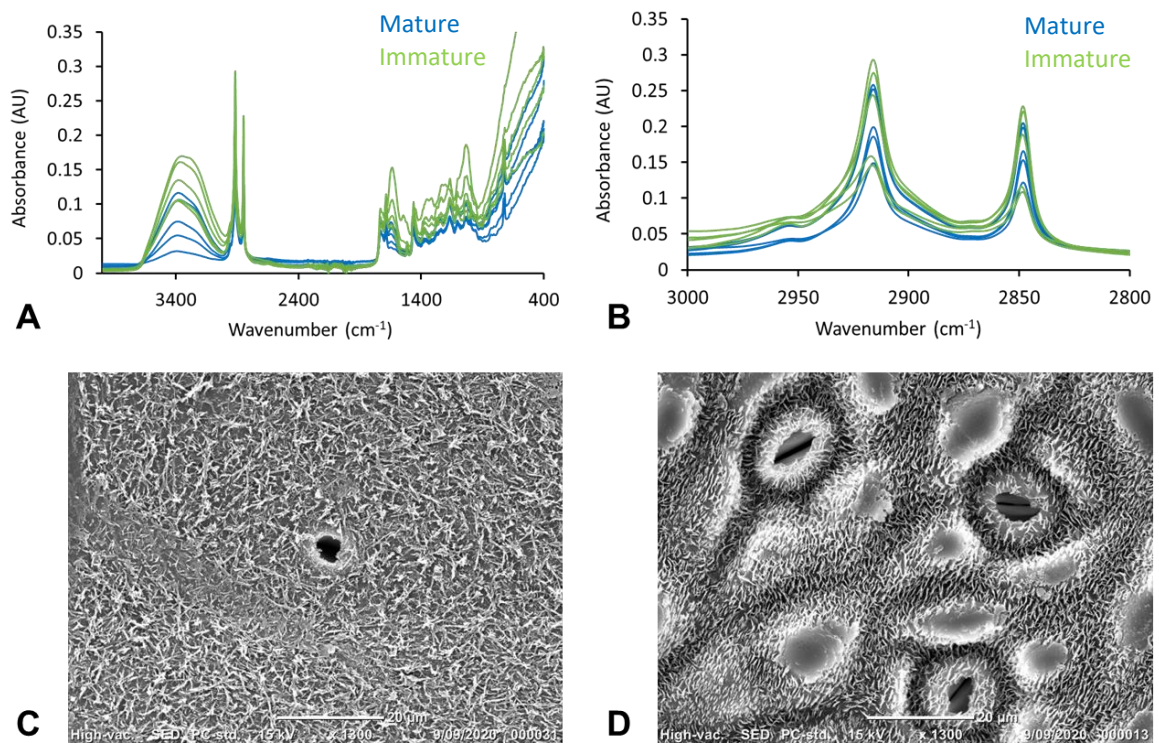 Mature
Immature
0.35
0.3
0.25
0.2
0.15
0.1
0.05
0
3400
2400
1400
400
Absorbance (AU)
Wavenumber (cm⁻¹)
A
Mature
Immature
0.35
0.3
0.25
0.2
0.15
0.1
0.05
0
3000
2950
2900
2850
2800
Absorbance (AU)
Wavenumber (cm⁻¹)
B
20 µm
High-vac. SED PC-std. 15 kV x 1300 9/09/2020 000031
C
20 µm
High-vac. SED PC-std. 15 kV x 1300 9/09/2020 000013
D